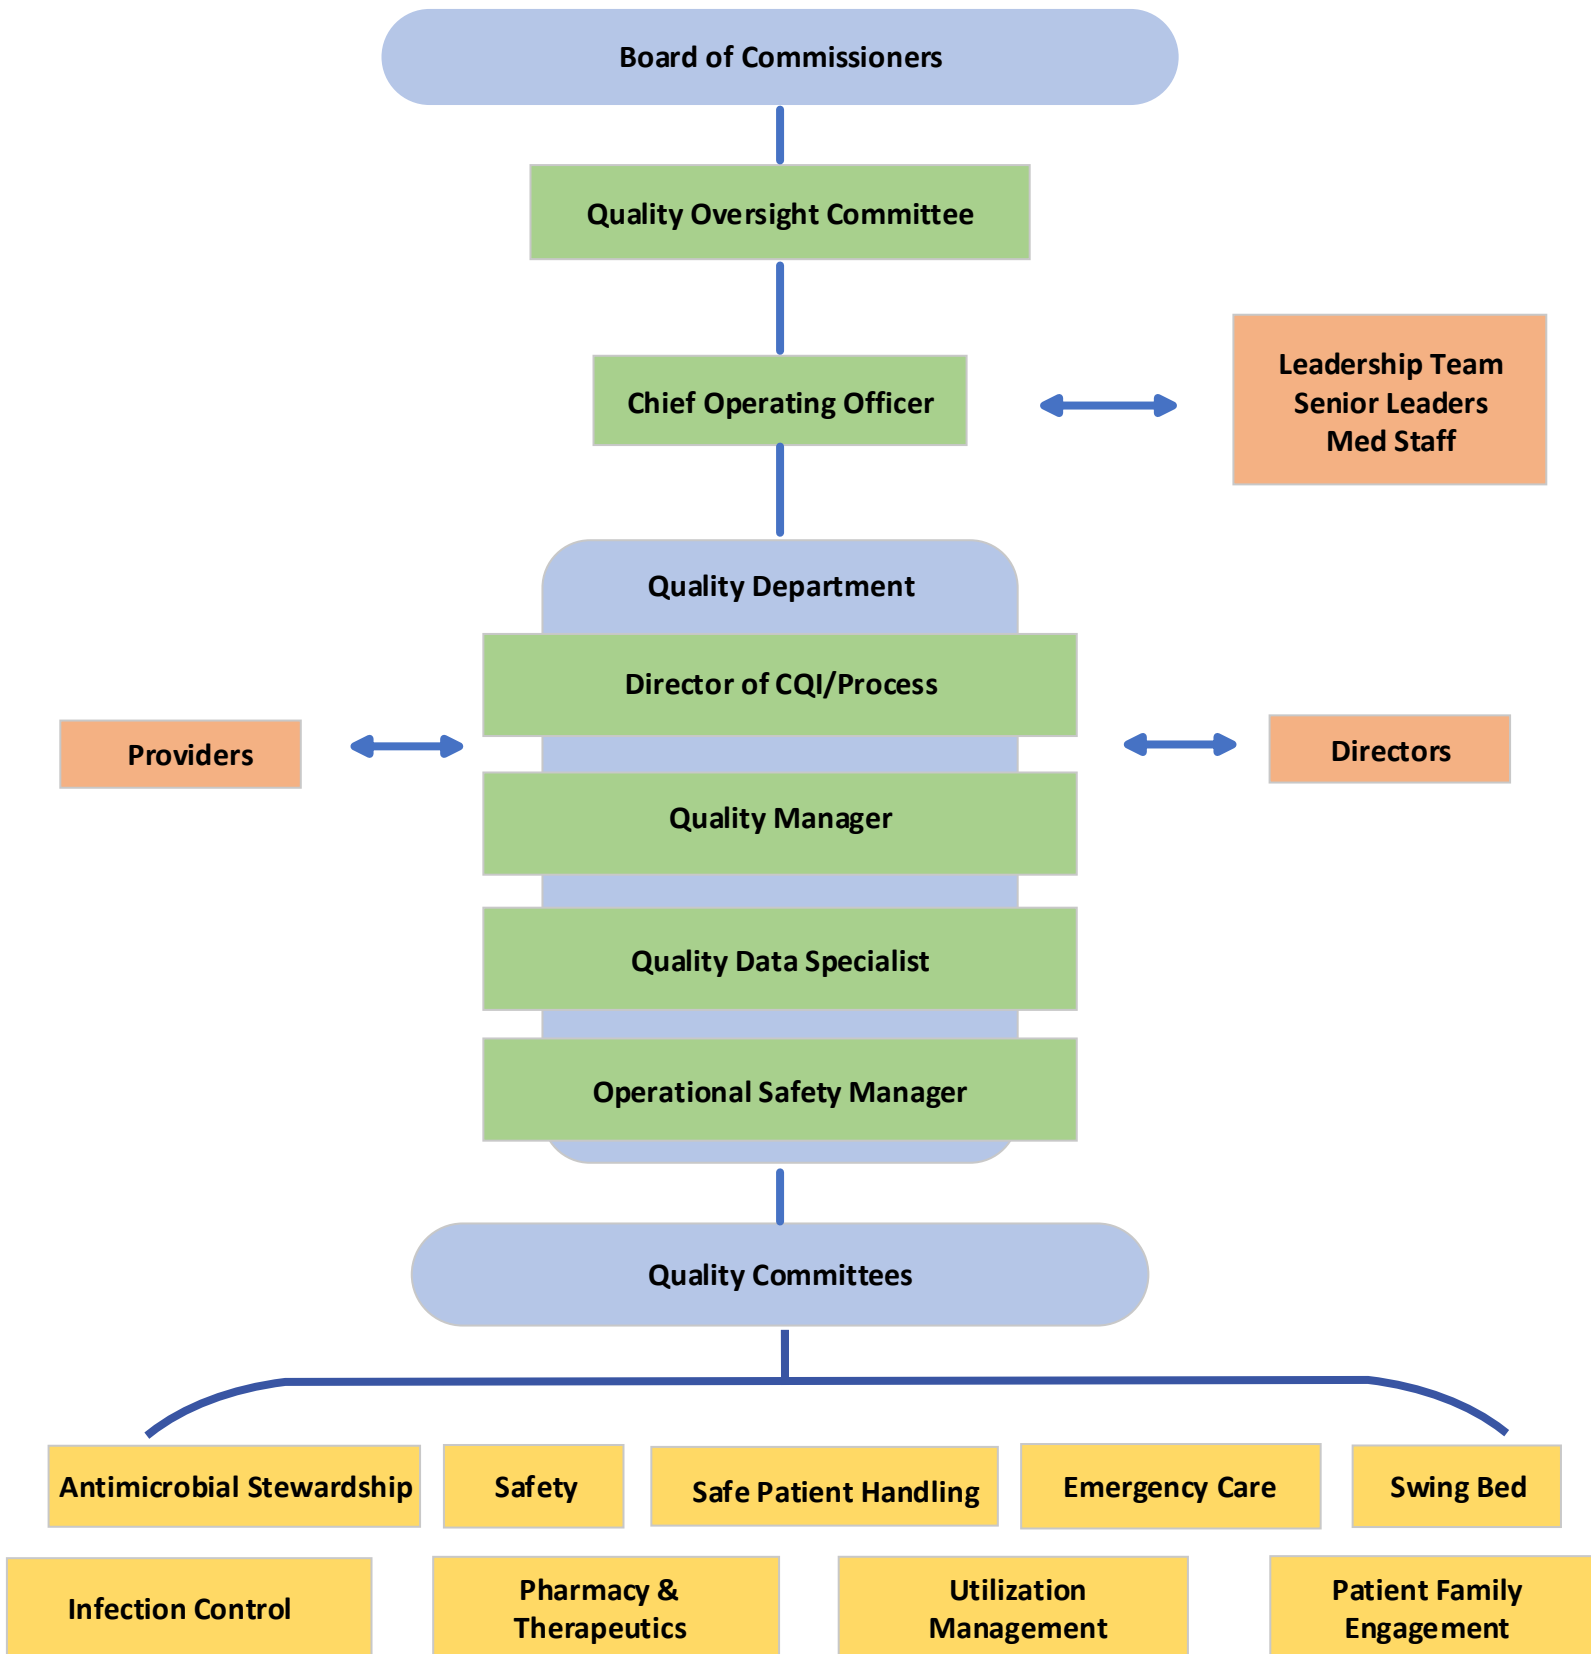 Board of Commissioners
Quality Oversight Committee
Chief Operating Officer
Leadership Team
Senior Leaders
Med Staff
Quality Department
Director of CQI/Process
Providers
Directors
Quality Manager
Quality Data Specialist
Operational Safety Manager
Quality Committees
Antimicrobial Stewardship
Safety
Safe Patient Handling
Emergency Care
Swing Bed
Infection Control
Pharmacy &
Therapeutics
Utilization
Management
Patient Family
Engagement